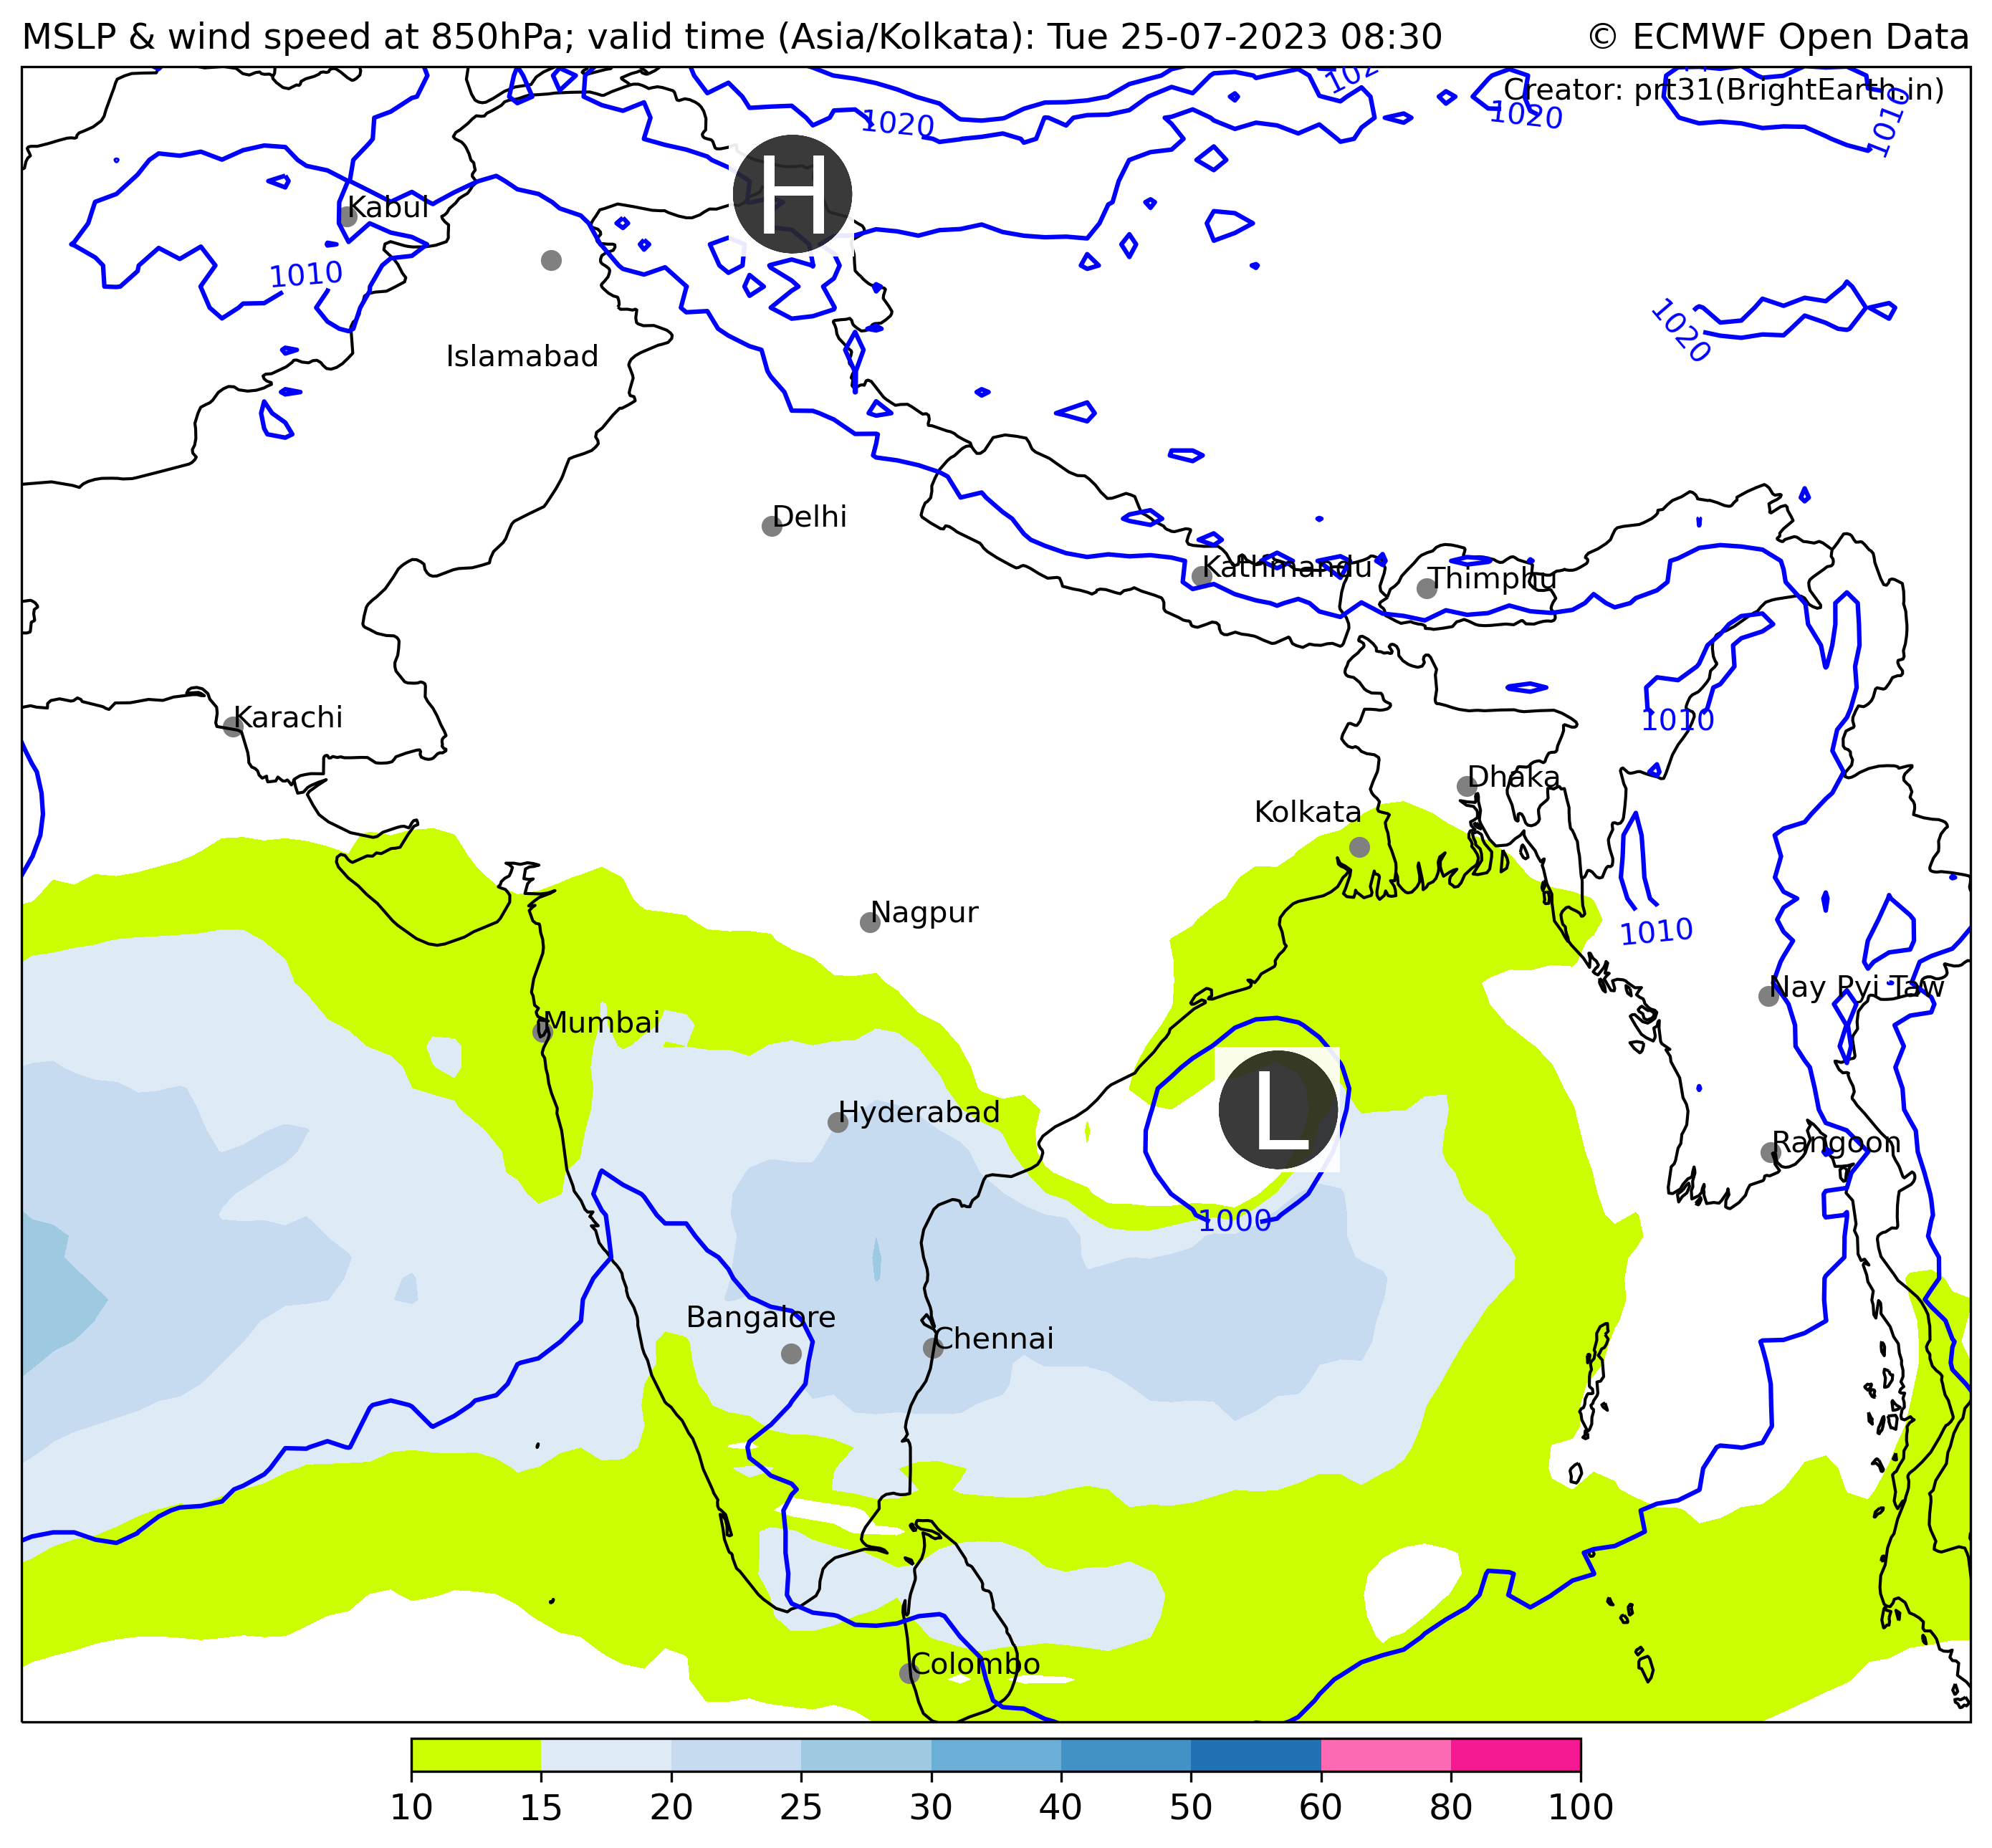 MSLP & wind speed at 850hPa; valid time (Asia/Kolkata): Tue 25-07-2023 08:30
© ECMWF Open Data
Creator: prt31(BrightEarth.in)
1020
1020
1010
H
Kabul
1010
1020
Islamabad
Delhi
Kathmandu
Thimphu
Karachi
1010
Dhaka
Kolkata
Nagpur
1010
Nay Pyi Taw
Mumbai
Hyderabad
L
Rangoon
1000
Bangalore
Chennai
Colombo
10 15 20 25 30 40 50 60 80 100